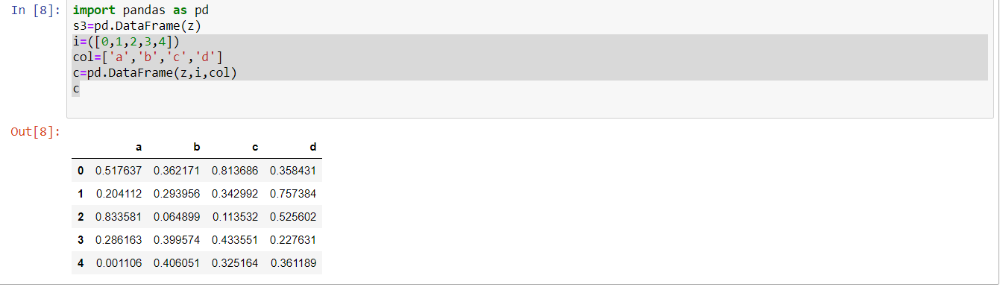 In [8]: import pandas as pd
s3=pd.DataFrame(z)
i=([0,1,2,3,4])
col=['a','b','c','d']
c=pd.DataFrame(z,i,col)
c
Out[8]:
a b c d
0 0.517637 0.362171 0.813686 0.358431
1 0.204112 0.293956 0.342992 0.757384
2 0.833581 0.064899 0.113532 0.525602
3 0.286163 0.399574 0.433551 0.227631
4 0.001106 0.406051 0.325164 0.361189